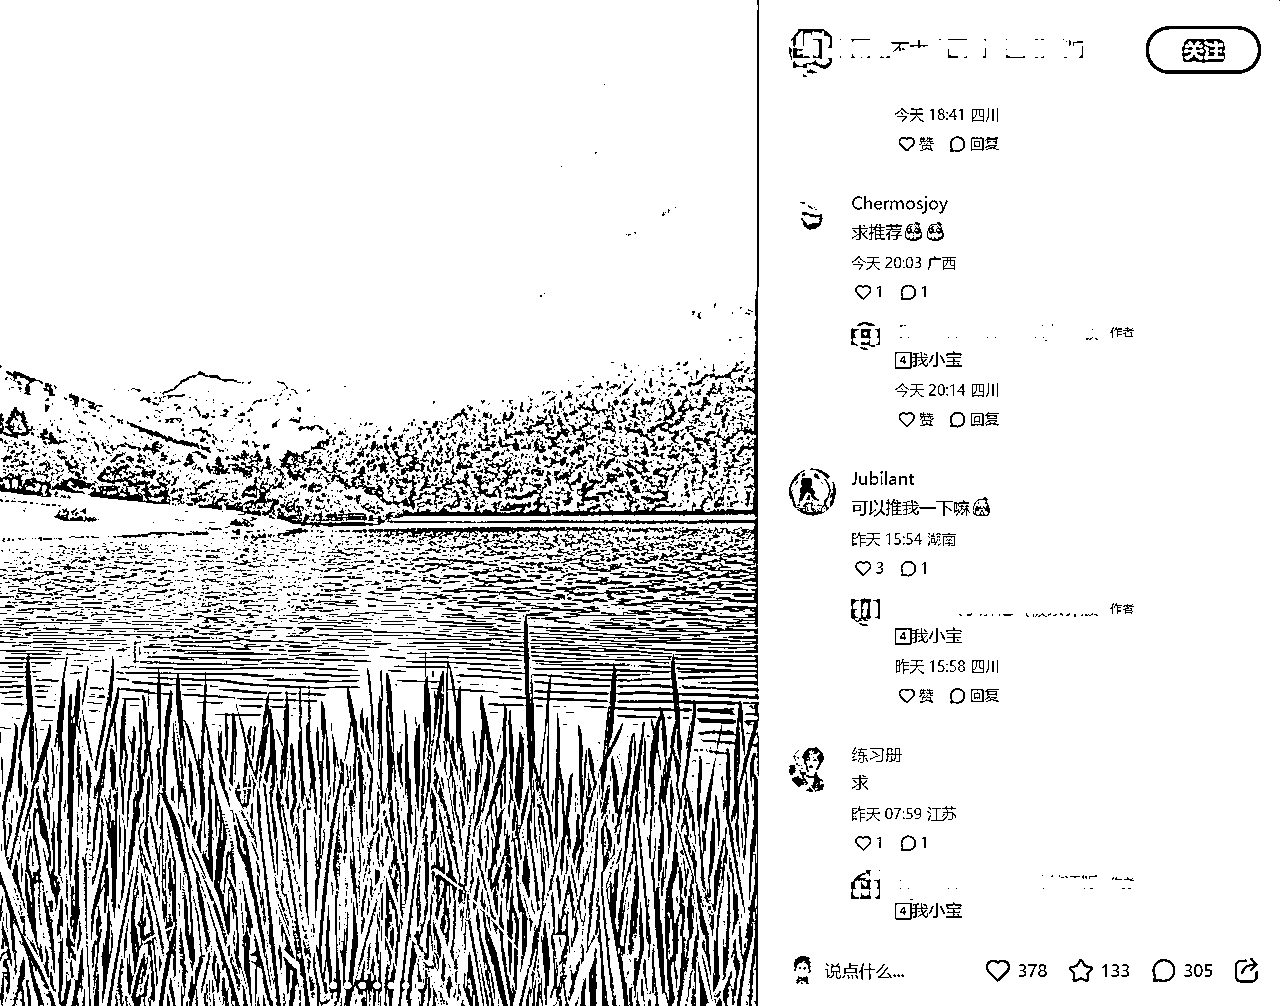 关注
今天 18:41 四川
赞 回复
Chermosjoy
求推荐
今天 20:03 广西
1 1
作者
4我小宝
今天 20:14 四川
赞 回复
Jubilant
可以推我一下嘛
昨天 15:54 湖南
3 1
作者
4我小宝
昨天 15:58 四川
赞 回复
练习册
求
昨天 07:59 江苏
1 1
4我小宝
说点什么... 378 133 305